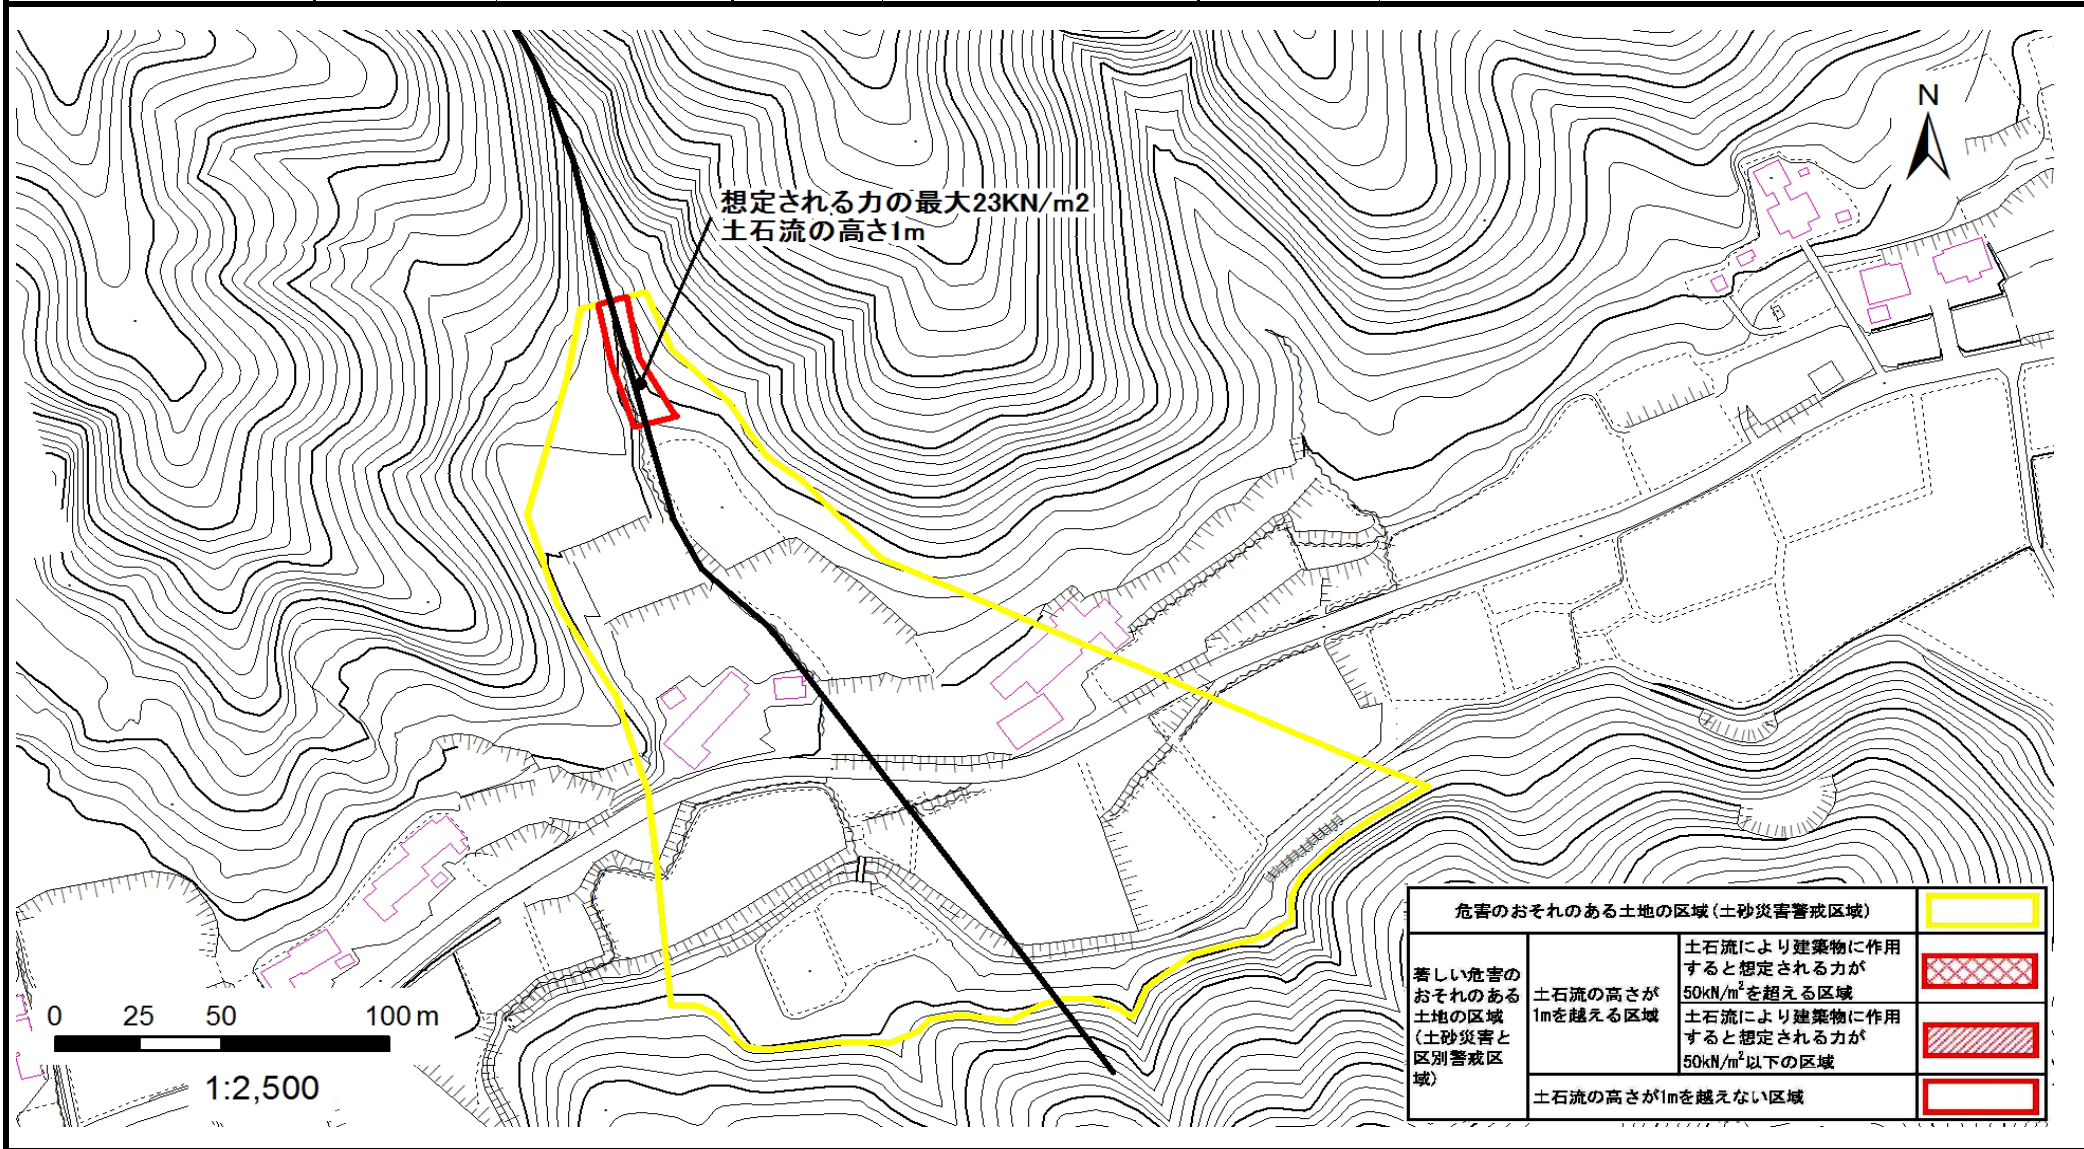 N
想定される力の最大23KN/m2
土石流の高さ1m
危害のおそれのある土地の区域(土砂災害警戒区域)
著しい危害の
おそれのある
土地の区域
(土砂災害と
区別警戒区
域)
土石流の高さが
1mを越える区域
土石流により建築物に作用
すると想定される力が
50kN/m²を超える区域
土石流により建築物に作用
すると想定される力が
50kN/m²以下の区域
土石流の高さが1mを越えない区域
0 25 50 100 m
1:2,500